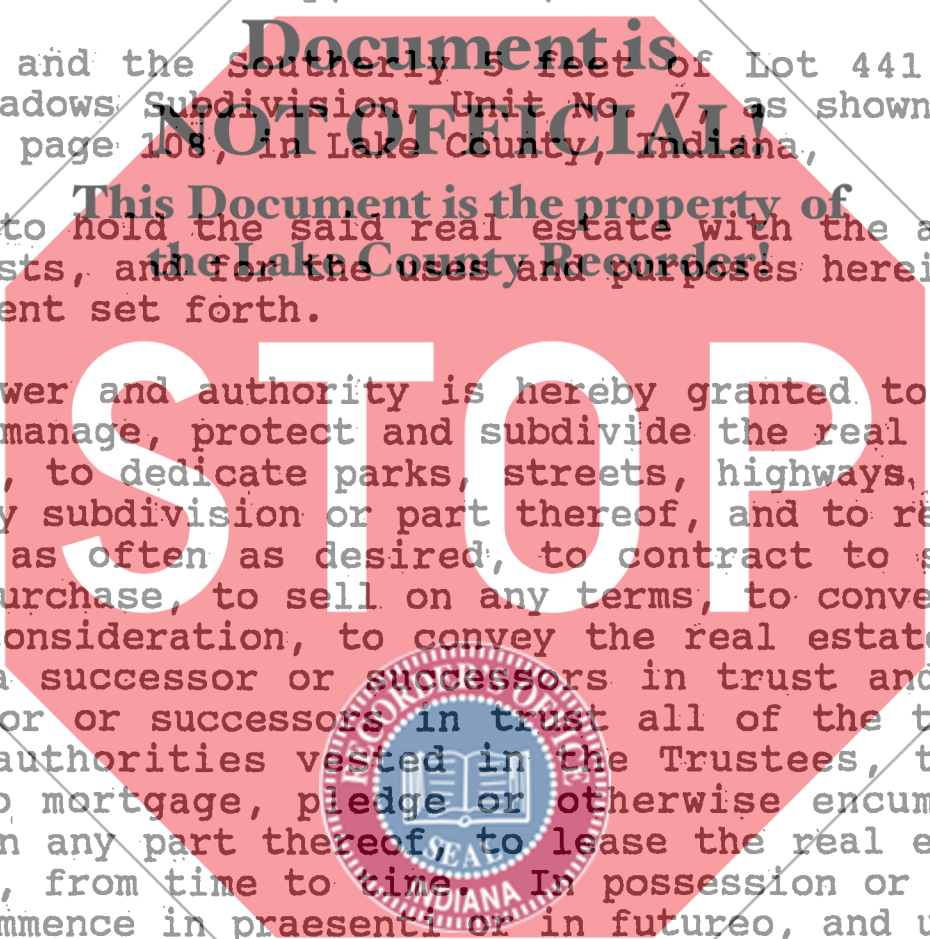 Document is
and the Southerly 5 feet of Lot 441
adows Subdivision, Unit No. 7, as shown
NOT OFFICIAL!
page 108, in Lake County, Indiana,
This Document is the property of
to hold the said real estate with the a
the Lake County Recorder!
sts, and for the uses and purposes herei
ent set forth.
STOP
wer and authority is hereby granted to
manage, protect and subdivide the real
, to dedicate parks, streets, highways,
y subdivision or part thereof, and to re
as often as desired, to contract to s
urchase, to sell on any terms, to conve
onsideration, to convey the real estat
a successor or successors in trust and
or or successors in trust all of the t
authorities vested in the Trustees, t
o mortgage, pledge or otherwise encum
n any part thereof, to lease the real e
, from time to time. In possession or
mmence in praesenti or in futureo, and u
SEAL
INDIANA